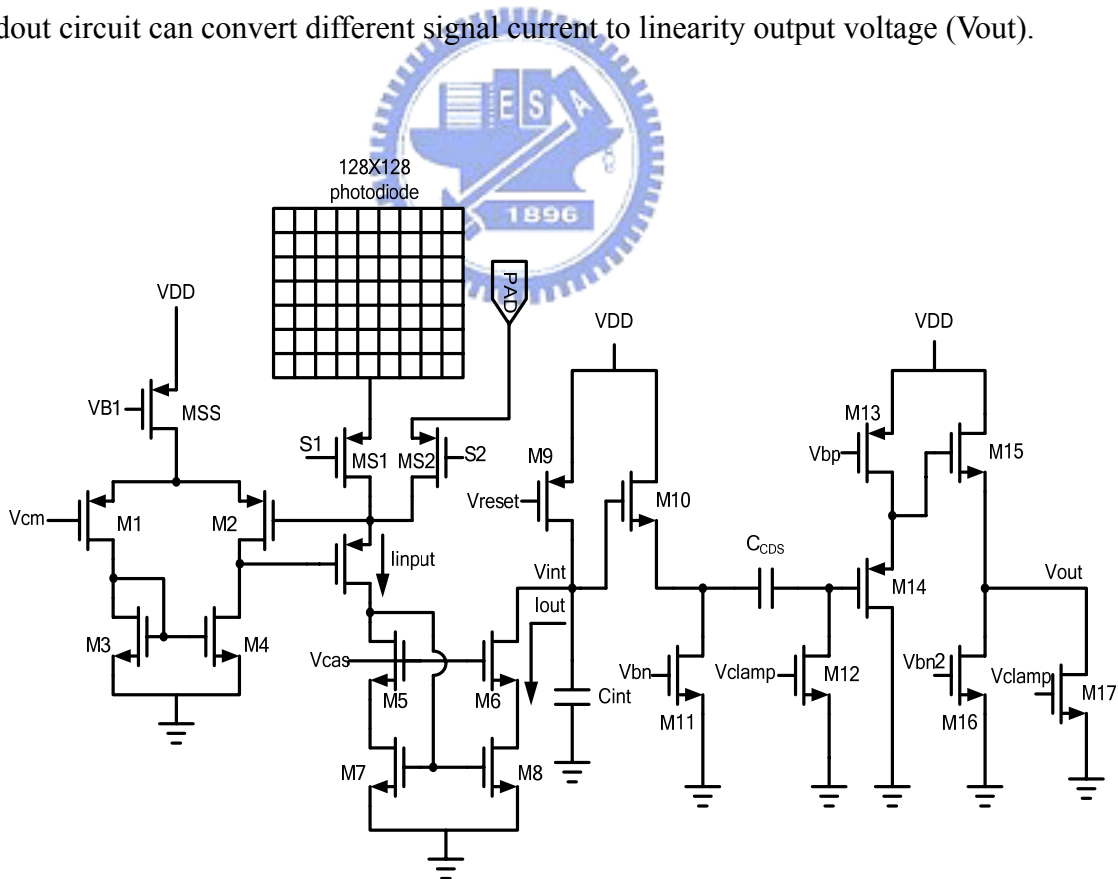 dout circuit can convert different signal current to linearity output voltage (Vout).
E S A
1896
128X128
photodiode
PAD
VDD
VB1
MSS
S1
MS1
MS2
S2
VDD
VDD
M9
Vreset
M10
M13
Vbp
M15
Vcm
M1
M2
Iinput
Vint
Iout
CCDS
M14
Vout
M3
M4
Vcas
M5
M6
Cint
Vbn
M11
Vclamp
M12
Vbn2
M16
Vclamp
M17
M7
M8